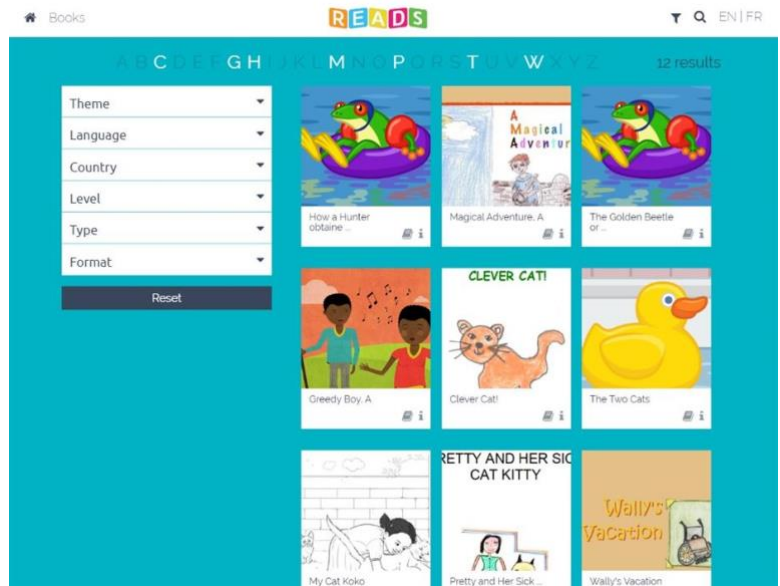 Books
READS
EN | FR
A B C D E F G H I J K L M N O P Q R S T U V W X Y Z
12 results
Theme
Language
Country
Level
Type
Format
Reset
A
Magical
Adventur
How a Hunter
obtaine ...
Magical Adventure, A
The Golden Beetle
or ...
CLEVER CAT!
Greedy Boy, A
Clever Cat!
The Two Cats
RETTY AND HER SIC
CAT KITTY
Wally's
Vacation
My Cat Koko
Pretty and Her Sick ...
Wally's Vacation